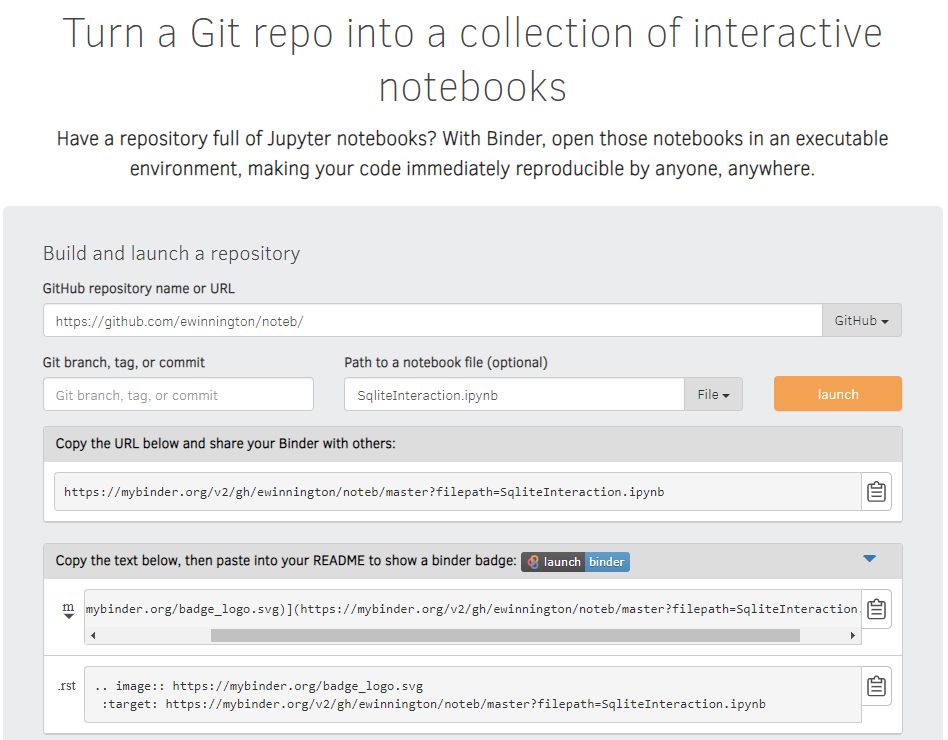 Turn a Git repo into a collection of interactive
notebooks
Have a repository full of Jupyter notebooks? With Binder, open those notebooks in an executable
environment, making your code immediately reproducible by anyone, anywhere.
Build and launch a repository
GitHub repository name or URL
https://github.com/ewinnington/noteb/
GitHub
Git branch, tag, or commit
Path to a notebook file (optional)
Git branch, tag, or commit
SqliteInteraction.ipynb
File
launch
Copy the URL below and share your Binder with others:
https://mybinder.org/v2/gh/ewinnington/noteb/master?filepath=SqliteInteraction.ipynb
Copy the text below, then paste into your README to show a binder badge: launch binder
m
mybinder.org/badge_logo.svg)](https://mybinder.org/v2/gh/ewinnington/noteb/master?filepath=SqliteInteraction.
.rst
.. image:: https://mybinder.org/badge_logo.svg
:target: https://mybinder.org/v2/gh/ewinnington/noteb/master?filepath=SqliteInteraction.ipynb